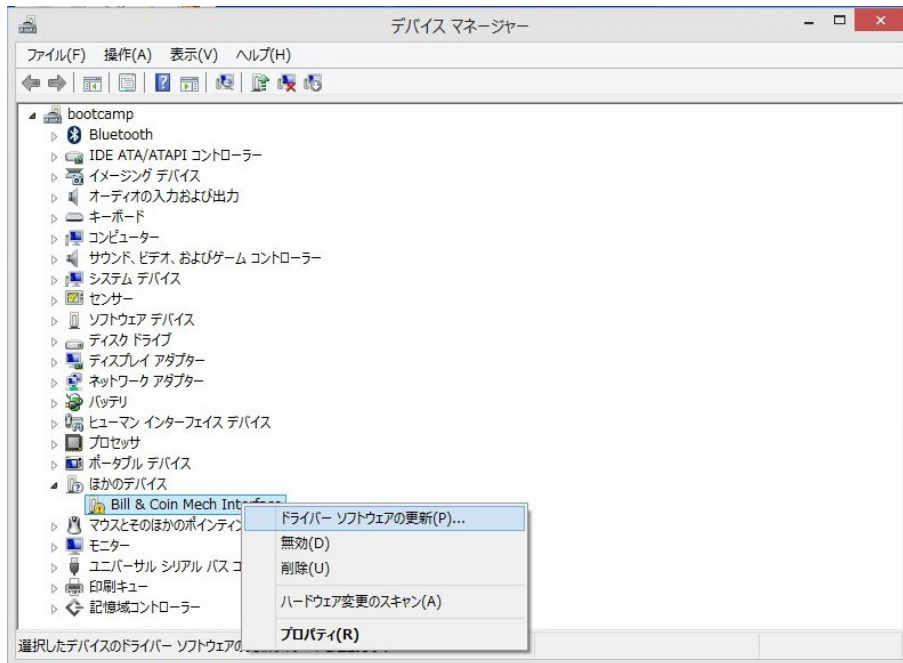 デバイス マネージャー
ファイル(F) 操作(A) 表示(V) ヘルプ(H)
bootcamp
Bluetooth
IDE ATA/ATAPI コントローラー
イメージング デバイス
オーディオの入力および出力
キーボード
コンピューター
サウンド、ビデオ、およびゲーム コントローラー
システム デバイス
センサー
ソフトウェア デバイス
ディスク ドライブ
ディスプレイ アダプター
ネットワーク アダプター
バッテリ
ヒューマン インターフェイス デバイス
プロセッサ
ポータブル デバイス
ほかのデバイス
Bill & Coin Mech Interface
マウスとそのほかのポインティン
モニター
ユニバーサル シリアル バス コ
印刷キュー
記憶域コントローラー
ドライバー ソフトウェアの更新(P)...
無効(D)
削除(U)
ハードウェア変更のスキャン(A)
プロパティ(R)
選択したデバイスのドライバー ソフトウェアの